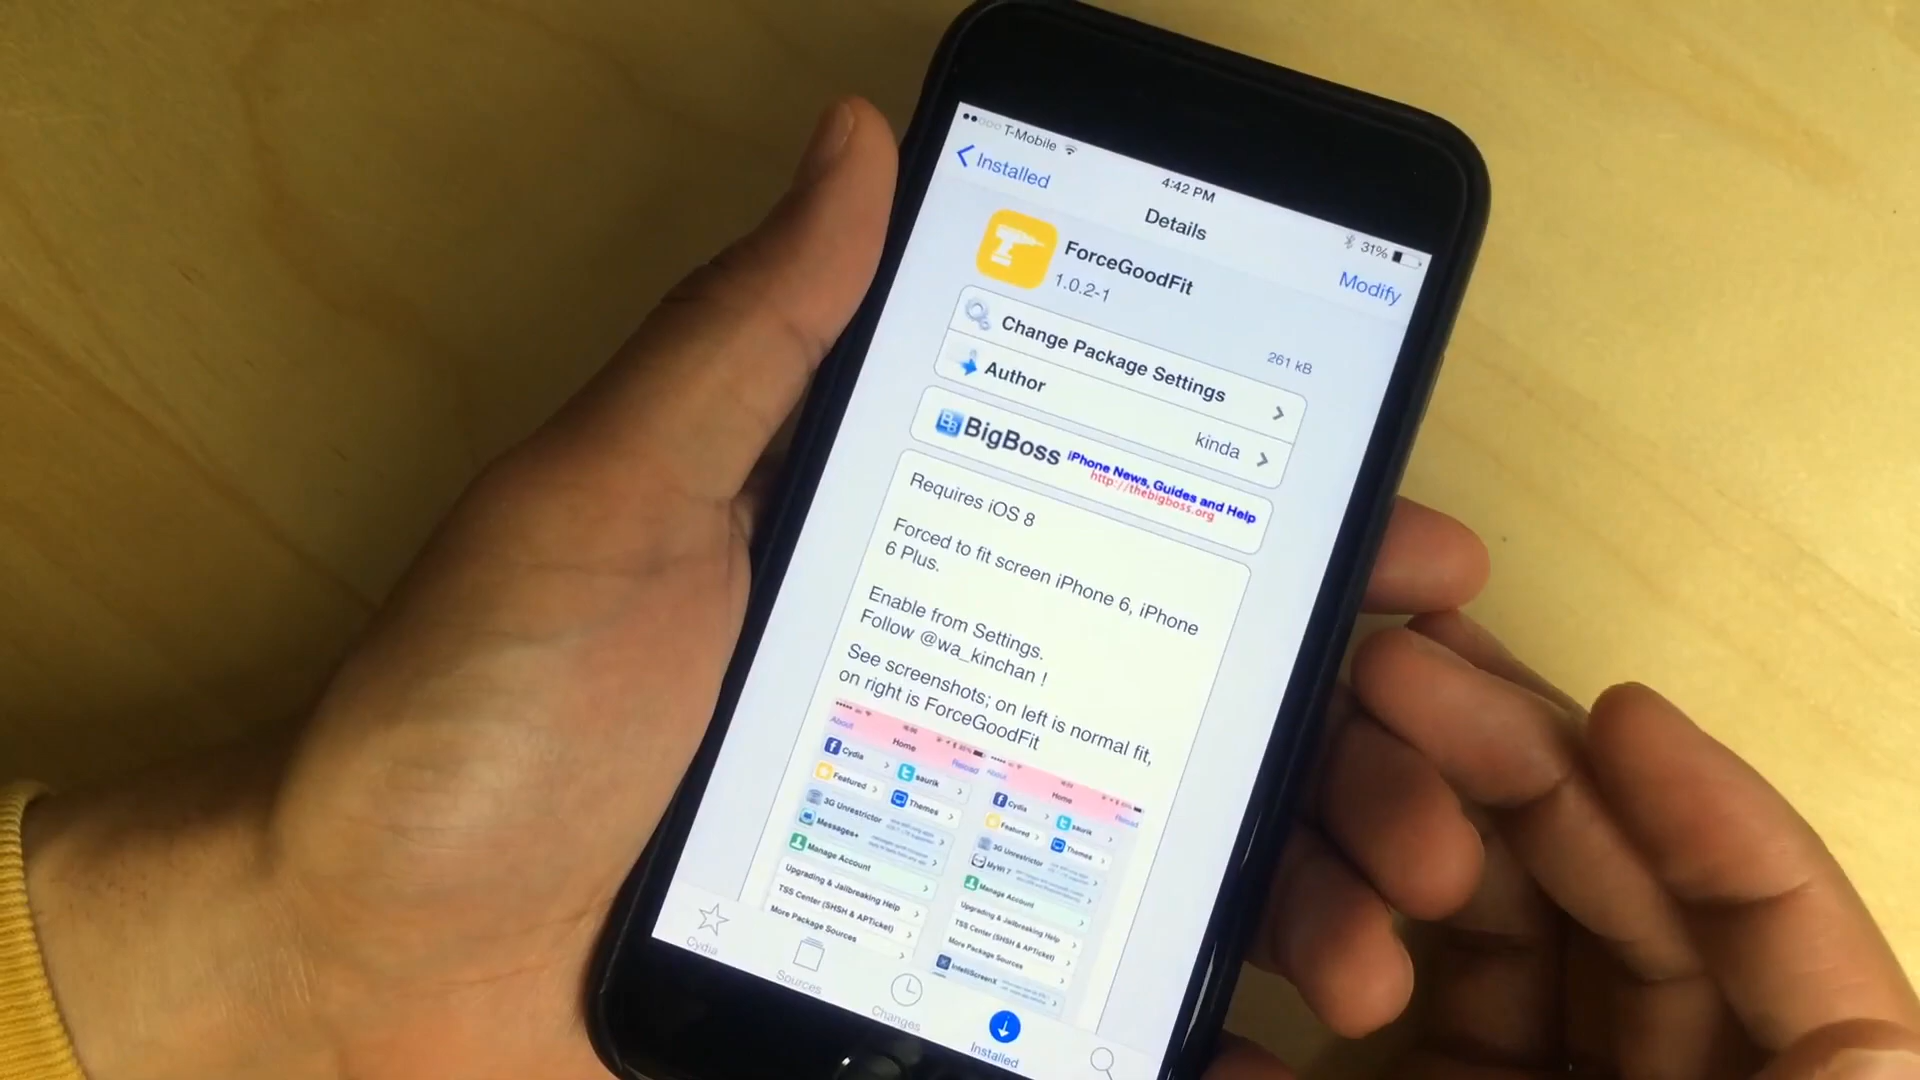 T-Mobile
4:42 PM
31%
Installed
Details
Modify
ForceGoodFit
1.0.2-1
261 kB
Change Package Settings
Author
kinda
BigBoss
iPhone News, Guides and Help
http://thebigboss.org
Requires iOS 8
Forced to fit screen iPhone 6, iPhone
6 Plus.
Enable from Settings.
Follow @wa_kinchan !
See screenshots; on left is normal fit,
on right is ForceGoodFit
About
Home
Reload
Cydia
saurik
Featured
Themes
3G Unrestrictor
Messages+
Manage Account
Upgrading & Jailbreaking Help
TSS Center (SHSH & APTicket)
More Package Sources
About
Home
Reload
Cydia
saurik
Featured
Themes
3G Unrestrictor
MyWi 7
Manage Account
Upgrading & Jailbreaking Help
TSS Center (SHSH & APTicket)
More Package Sources
IntelliScreenX
Cydia
Sources
Changes
Installed